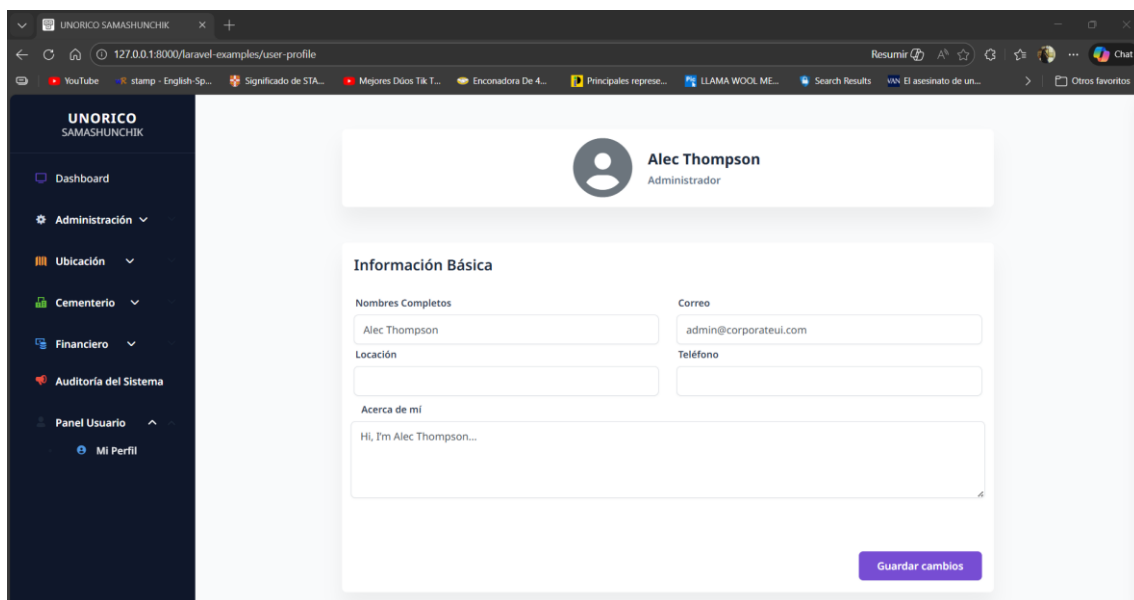 UNORICO SAMASHUNCHIK
127.0.0.1:8000/laravel-examples/user-profile
Resumir
Chat
YouTube
stamp - English-Sp...
Significado de STA...
Mejores Dúos Tik T...
Enconadora De 4...
Principales represe...
LLAMA WOOL ME...
Search Results
El asesinato de un...
Otros favoritos
UNORICO
SAMASHUNCHIK
Dashboard
Administración
Ubicación
Cementerio
Financiero
Auditoría del Sistema
Panel Usuario
Mi Perfil
Alec Thompson
Administrador
Información Básica
Nombres Completos
Correo
Alec Thompson
admin@corporateui.com
Locación
Teléfono
Acerca de mí
Hi, I'm Alec Thompson...
Guardar cambios